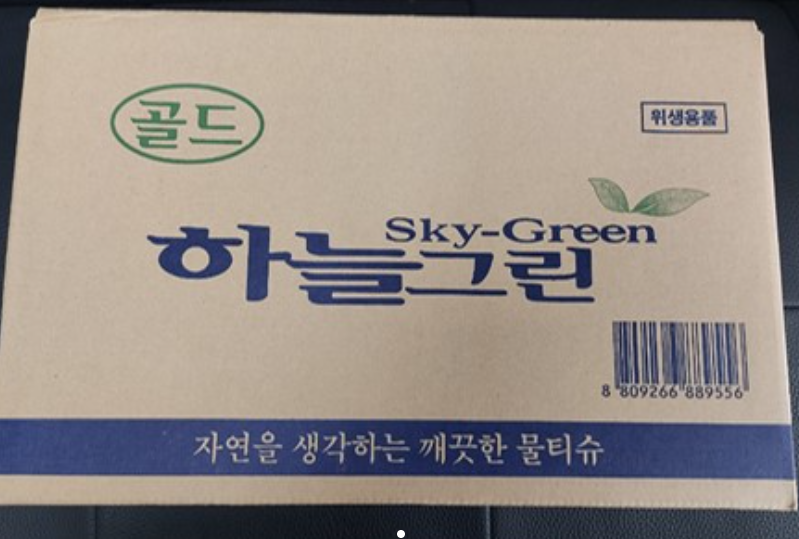 골드
위생용품
Sky-Green
하늘그린
8 809266 889556
자연을 생각하는 깨끗한 물티슈